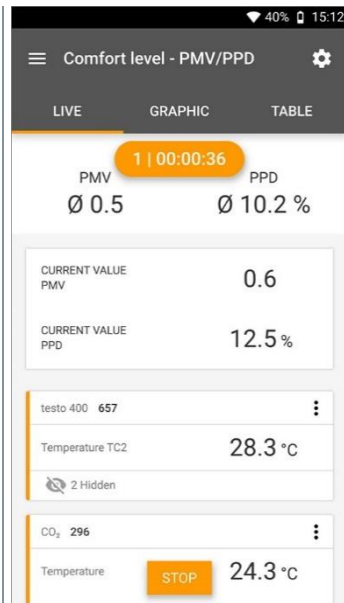 40% 15:12
Comfort level - PMV/PPD
LIVE GRAPHIC TABLE
1 | 00:00:36
PMV PPD
Ø 0.5 Ø 10.2 %
CURRENT VALUE
PMV 0.6
CURRENT VALUE
PPD 12.5 %
testo 400 657
Temperature TC2 28.3 °C
2 Hidden
CO₂ 296
Temperature 24.3 °C
STOP